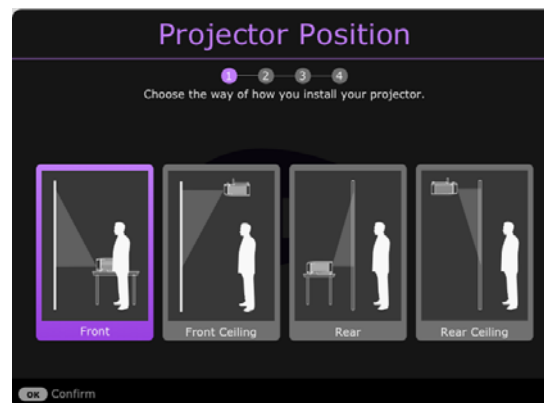 Projector Position
1 2 3 4
Choose the way of how you install your projector.
Front
Front Ceiling
Rear
Rear Ceiling
OK Confirm